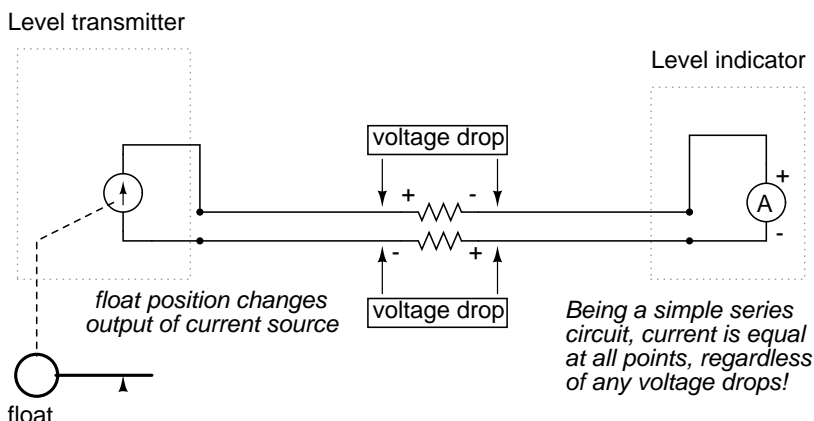 Level transmitter
Level indicator
voltage drop
+ -
+
A
-
- +
voltage drop
float position changes
output of current source
Being a simple series
circuit, current is equal
at all points, regardless
of any voltage drops!
float